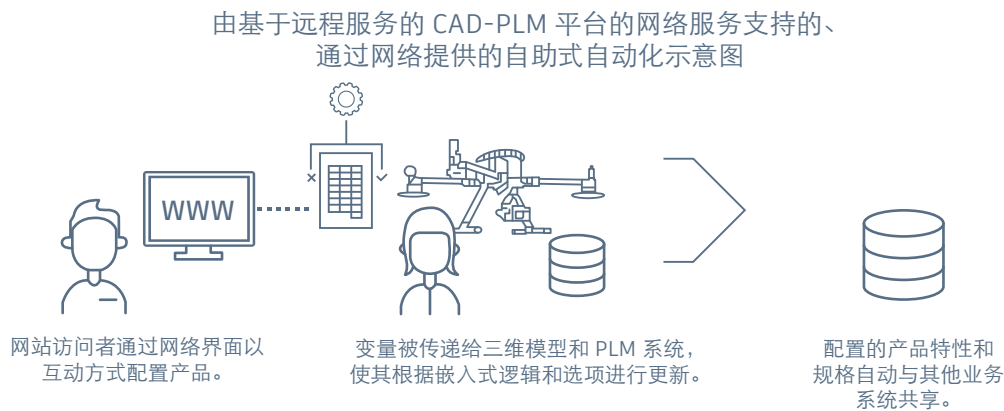 由基于远程服务的 CAD-PLM 平台的网络服务支持的、
通过网络提供的自助式自动化示意图
WWW
网站访问者通过网络界面以
互动方式配置产品。
变量被传递给三维模型和 PLM 系统，
使其根据嵌入式逻辑和选项进行更新。
配置的产品特性和
规格自动与其他业务
系统共享。